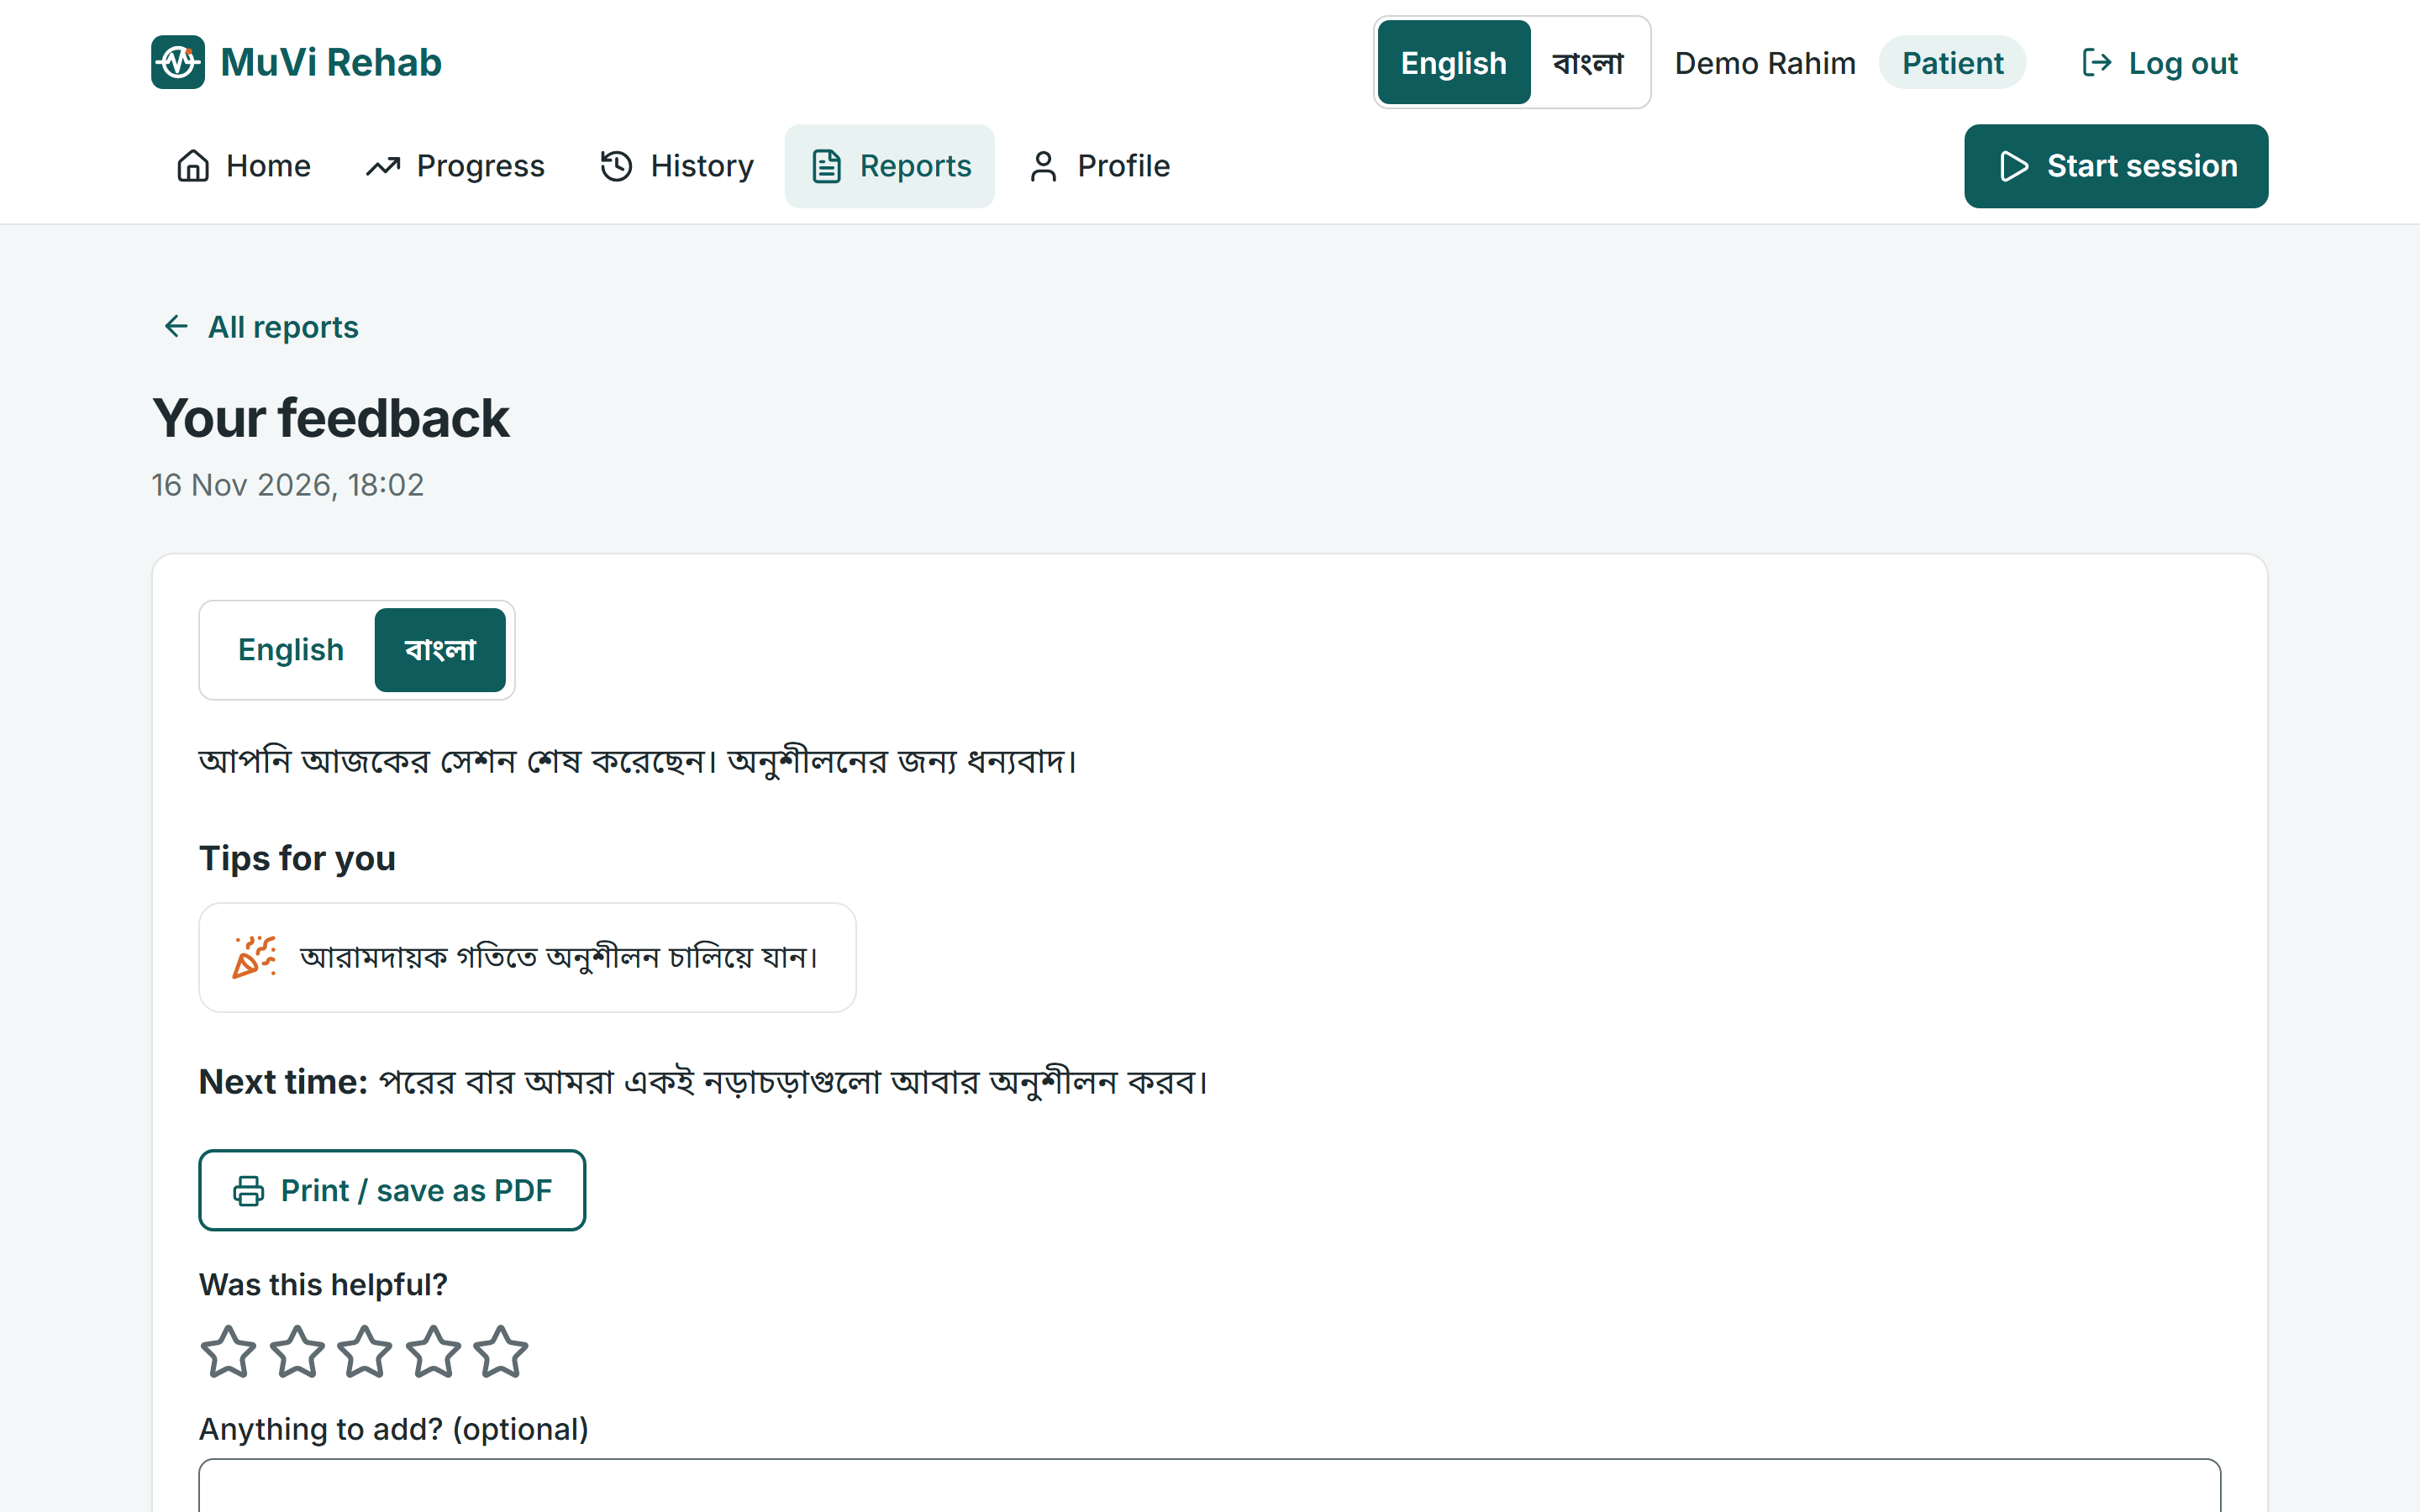 MuVi Rehab
English বাংলা Demo Rahim Patient Log out
Home Progress History Reports Profile Start session
All reports
Your feedback
16 Nov 2026, 18:02
English বাংলা
আপনি আজকের সেশন শেষ করেছেন। অনুশীলনের জন্য ধন্যবাদ।
Tips for you
আরামদায়ক গতিতে অনুশীলন চালিয়ে যান।
Next time: পরের বার আমরা একই নড়াচড়াগুলো আবার অনুশীলন করব।
Print / save as PDF
Was this helpful?
Anything to add? (optional)